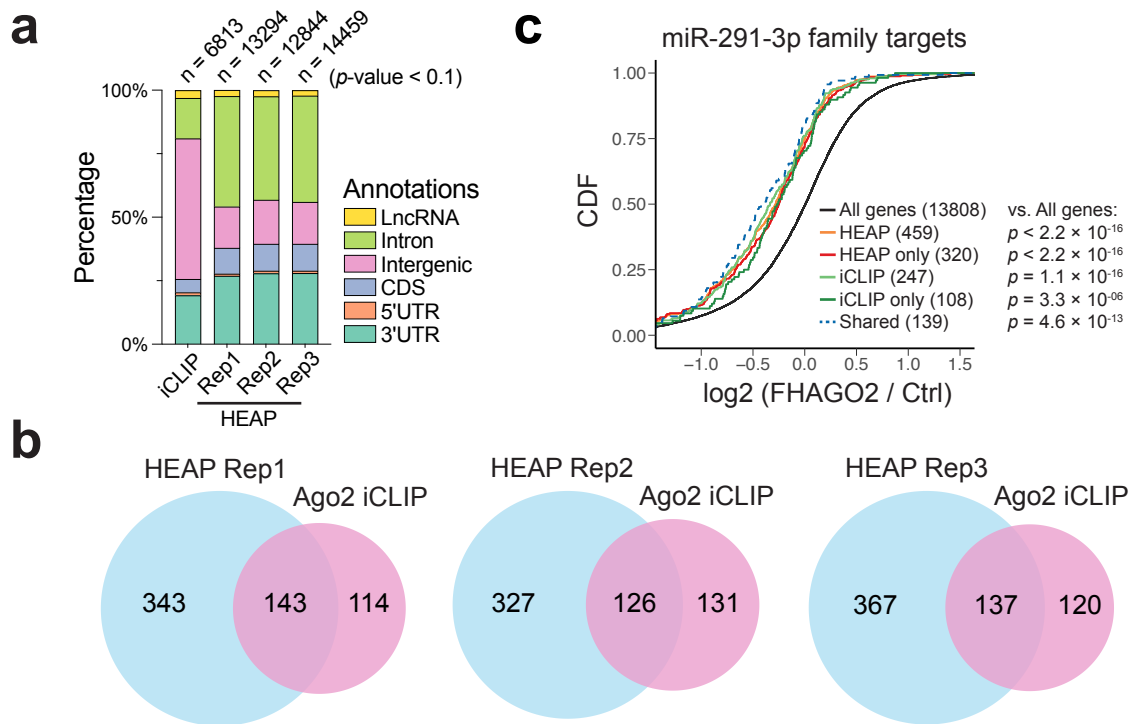 a
n = 6813
n = 13294
n = 12844
n = 14459
(p-value < 0.1)
100%
50%
0%
Percentage
Annotations
LncRNA
Intron
Intergenic
CDS
5'UTR
3'UTR
iCLIP
Rep1
Rep2
Rep3
HEAP
c
miR-291-3p family targets
1.00
0.75
0.50
0.25
0.00
CDF
All genes (13808) vs. All genes:
HEAP (459) p < 2.2 × 10-16
HEAP only (320) p < 2.2 × 10-16
iCLIP (247) p = 1.1 × 10-16
iCLIP only (108) p = 3.3 × 10-06
Shared (139) p = 4.6 × 10-13
−1.0 −0.5 0.0 0.5 1.0 1.5
log2 (FHAGO2 / Ctrl)
b
HEAP Rep1
Ago2 iCLIP
343 143 114
HEAP Rep2
Ago2 iCLIP
327 126 131
HEAP Rep3
Ago2 iCLIP
367 137 120